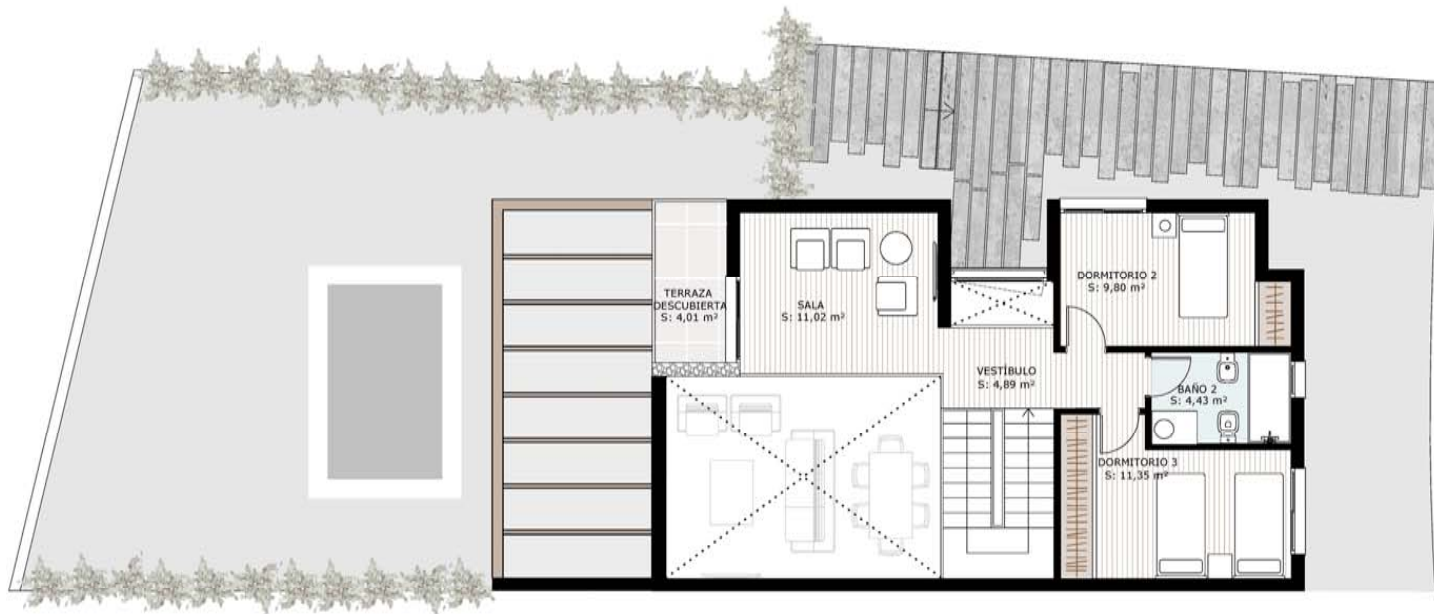 DORMITORIO 2
S: 9,80 m²
TERRAZA
DESCUBIERTA
S: 4,01 m²
SALA
S: 11,02 m²
VESTÍBULO
S: 4,89 m²
BAÑO 2
S: 4,43 m²
DORMITORIO 3
S: 11,35 m²